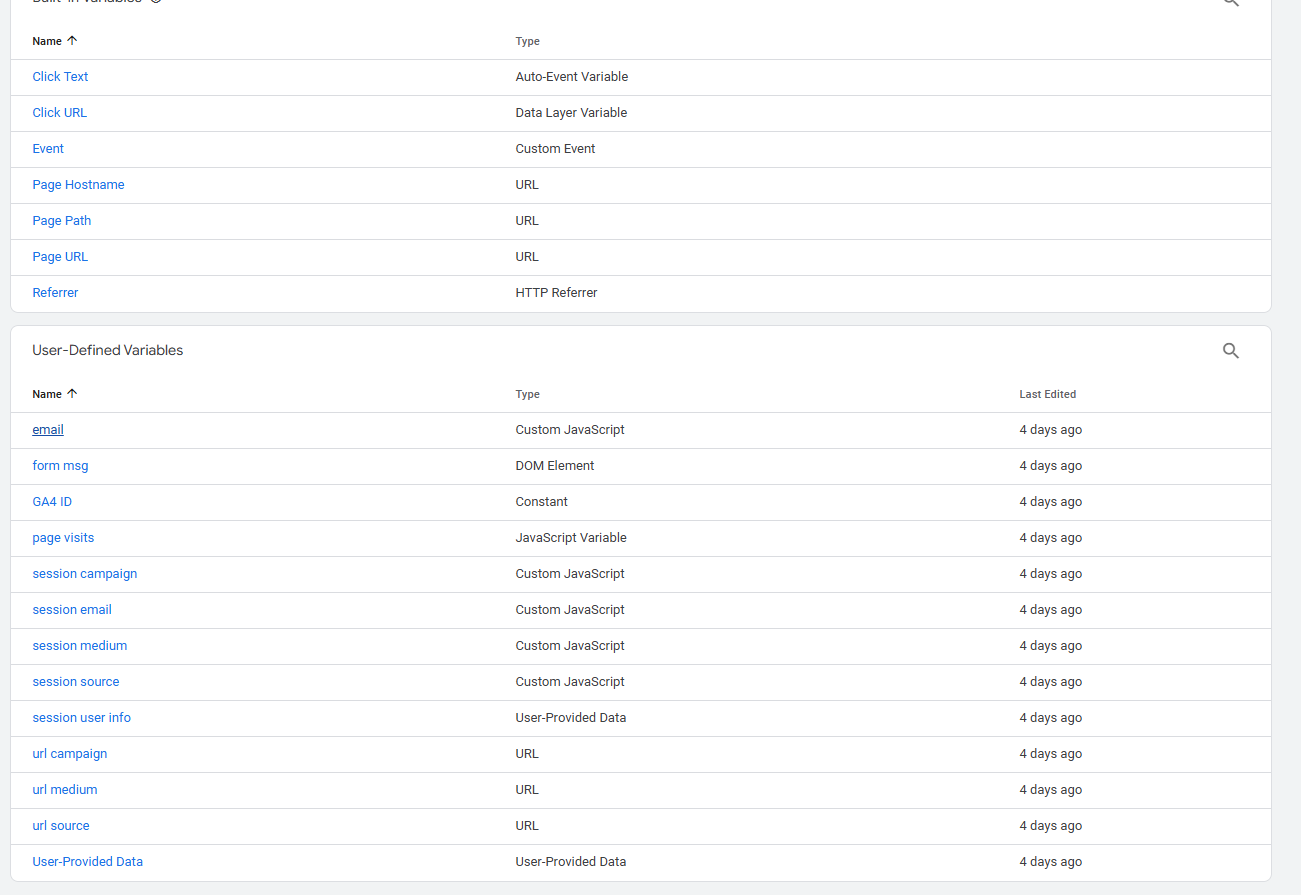 Built-In Variables
Name Type
Click Text Auto-Event Variable
Click URL Data Layer Variable
Event Custom Event
Page Hostname URL
Page Path URL
Page URL URL
Referrer HTTP Referrer
User-Defined Variables
Name Type Last Edited
email Custom JavaScript 4 days ago
form msg DOM Element 4 days ago
GA4 ID Constant 4 days ago
page visits JavaScript Variable 4 days ago
session campaign Custom JavaScript 4 days ago
session email Custom JavaScript 4 days ago
session medium Custom JavaScript 4 days ago
session source Custom JavaScript 4 days ago
session user info User-Provided Data 4 days ago
url campaign URL 4 days ago
url medium URL 4 days ago
url source URL 4 days ago
User-Provided Data User-Provided Data 4 days ago